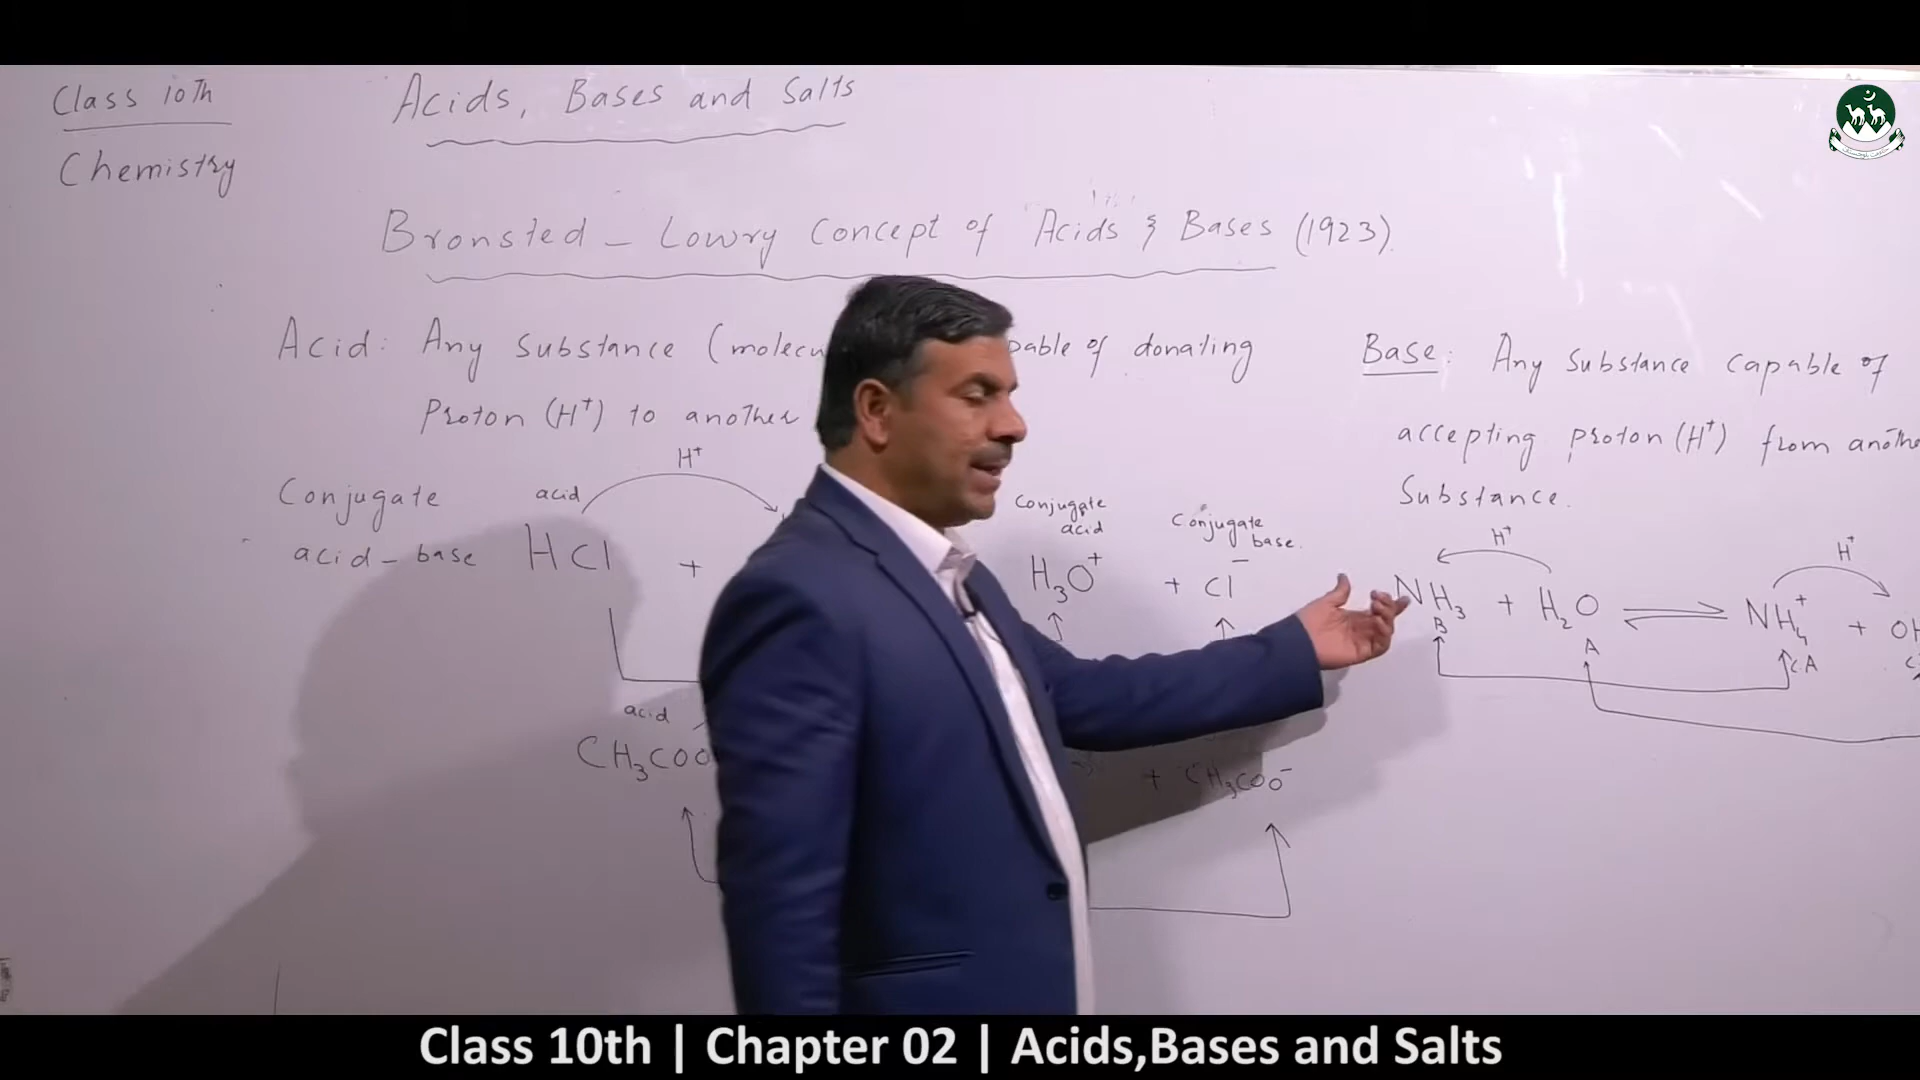 Class 10Th
Chemistry
Acids, Bases and Salts
Bronsted - Lowry Concept of Acids & Bases (1923).
Acid: Any Substance (molecu pable of donating
Proton (H⁺) to another
Base: Any Substance capable of
accepting proton (H⁺) from anothe
Substance.
Conjugate
acid - base
acid H⁺ Conjugate acid Conjugate base.
HCl + H₃O⁺ + Cl⁻
acid
CH₃COO + CH₃COO⁻
H⁺ H⁺
NH₃ + H₂O ⇌ NH₄⁺ + OH
B A CA C
Class 10th | Chapter 02 | Acids,Bases and Salts